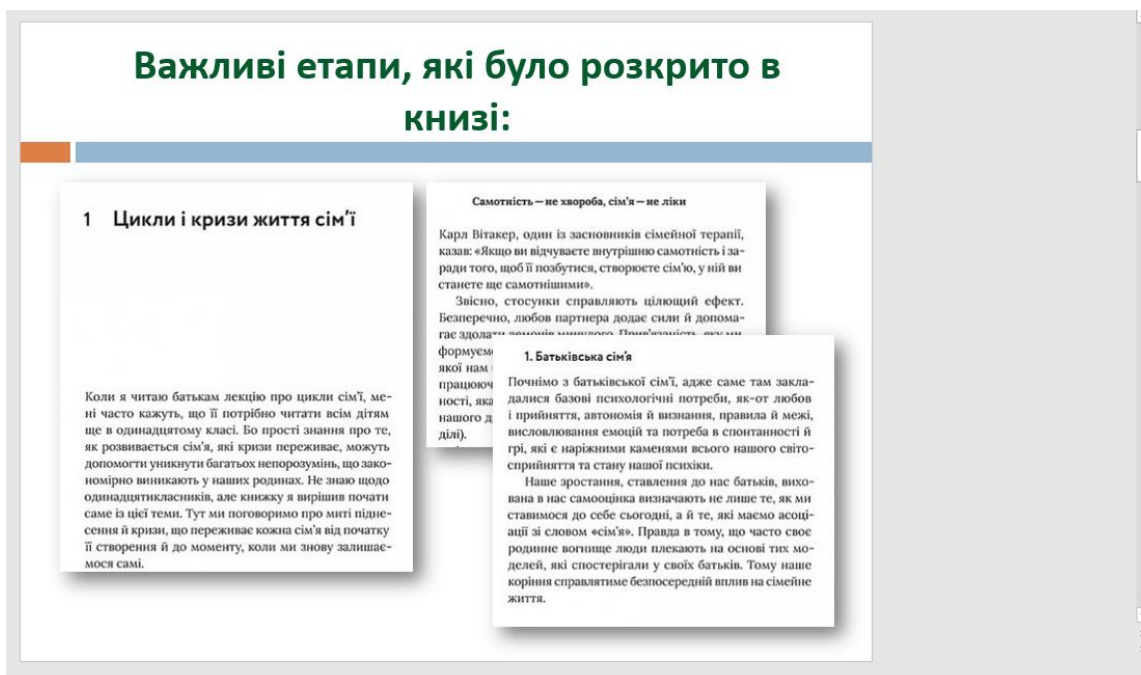 Важливі етапи, які було розкрито в
книзі:
1 Цикли і кризи життя сім’ї
Коли я читаю батькам лекцію про цикли сім’ї, ме-
ні часто кажуть, що її потрібно читати всім дітям
ще в одинадцятому класі. Бо прості знання про те,
як розвивається сім’я, які кризи переживає, можуть
допомогти уникнути багатьох непорозумінь, що зако-
номірно виникають у наших родинах. Не знаю щодо
одинадцятикласників, але книжку я вирішив почати
саме із цієї теми. Тут ми поговоримо про миті підне-
сення й кризи, що переживає кожна сім’я від початку
її створення й до моменту, коли ми знову залишає-
мося самі.
Самотність — не хвороба, сім’я — не ліки
Карл Вітакер, один із засновників сімейної терапії,
казав: «Якщо ви відчуваєте внутрішню самотність і за-
ради того, щоб її позбутися, створюєте сім’ю, у ній ви
станете ще самотнішими».
Звісно, стосунки справляють цілющий ефект.
Безперечно, любов партнера додає сили й допома-
гає здолати демонів минулого. Прив’язаність, яку ми
формуєм
якої нам
працююч
ності, яка
нашого д
ділі).
1. Батьківська сім’я
Почнімо з батьківської сім’ї, адже саме там закла-
далися базові психологічні потреби, як-от любов
і прийняття, автономія й визнання, правила й межі,
висловлювання емоцій та потреба в спонтанності й
грі, які є наріжними каменями всього нашого світо-
сприйняття та стану нашої психіки.
Наше зростання, ставлення до нас батьків, вихо-
вана в нас самооцінка визначають не лише те, як ми
ставимося до себе сьогодні, а й те, які маємо асоці-
ації зі словом «сім’я». Правда в тому, що часто своє
родинне вогнище люди плекають на основі тих мо-
делей, які спостерігали у своїх батьків. Тому наше
коріння справлятиме безпосередній вплив на сімейне
життя.